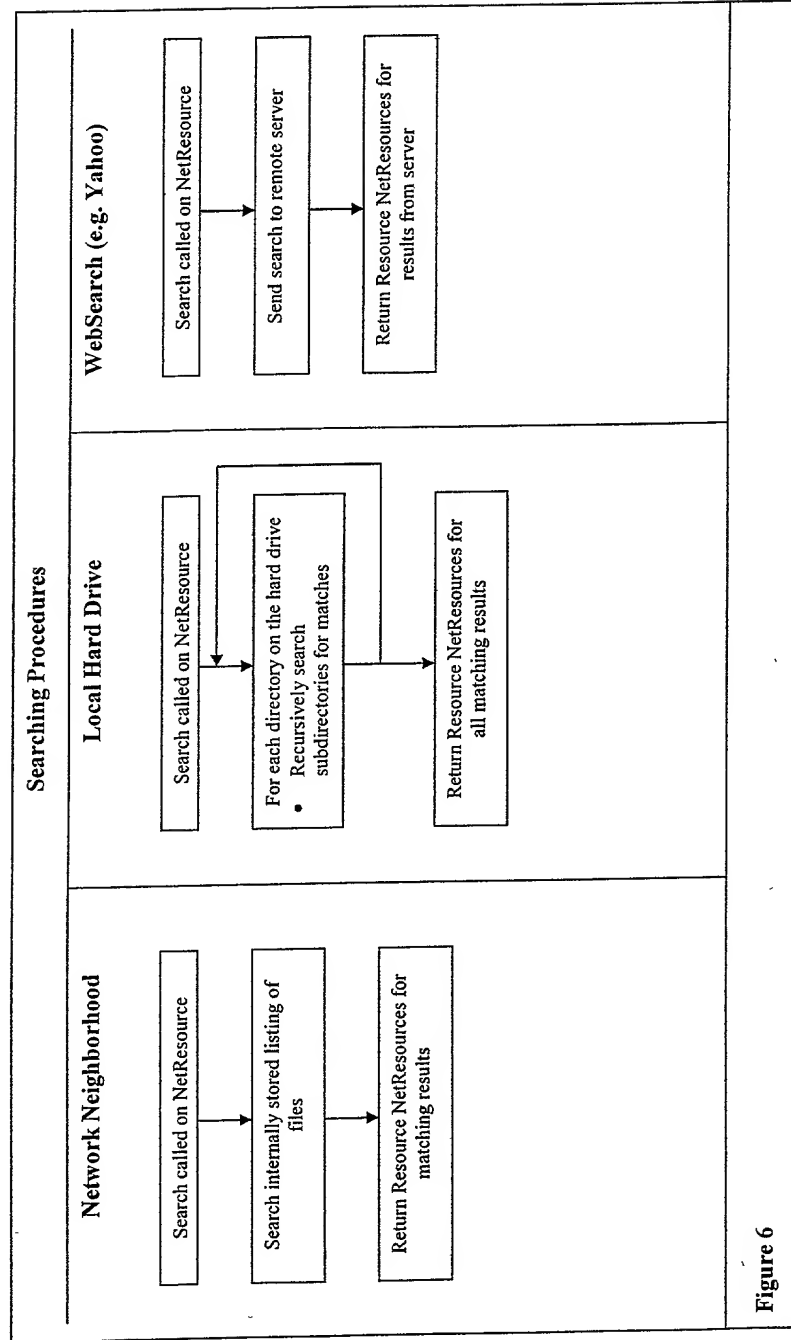 Searching Procedures
Network Neighborhood
Search called on NetResource
Search internally stored listing of
files
Return Resource NetResources for
matching results
Local Hard Drive
Search called on NetResource
For each directory on the hard drive
• Recursively search
subdirectories for matches
Return Resource NetResources for
all matching results
WebSearch (e.g. Yahoo)
Search called on NetResource
Send search to remote server
Return Resource NetResources for
results from server
Figure 6